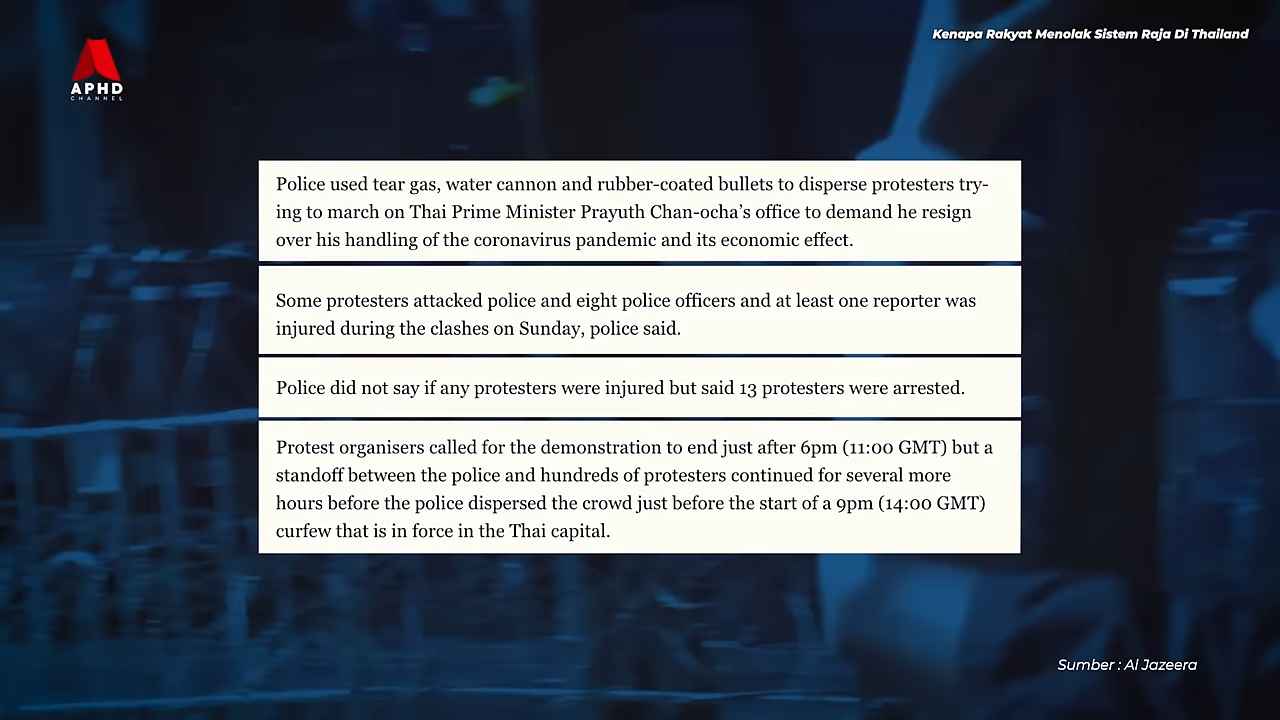 Kenapa Rakyat Menolak Sistem Raja Di Thailand
APHD
CHANNEL
Police used tear gas, water cannon and rubber-coated bullets to disperse protesters try-
ing to march on Thai Prime Minister Prayuth Chan-ocha’s office to demand he resign
over his handling of the coronavirus pandemic and its economic effect.
Some protesters attacked police and eight police officers and at least one reporter was
injured during the clashes on Sunday, police said.
Police did not say if any protesters were injured but said 13 protesters were arrested.
Protest organisers called for the demonstration to end just after 6pm (11:00 GMT) but a
standoff between the police and hundreds of protesters continued for several more
hours before the police dispersed the crowd just before the start of a 9pm (14:00 GMT)
curfew that is in force in the Thai capital.
Sumber : Al Jazeera